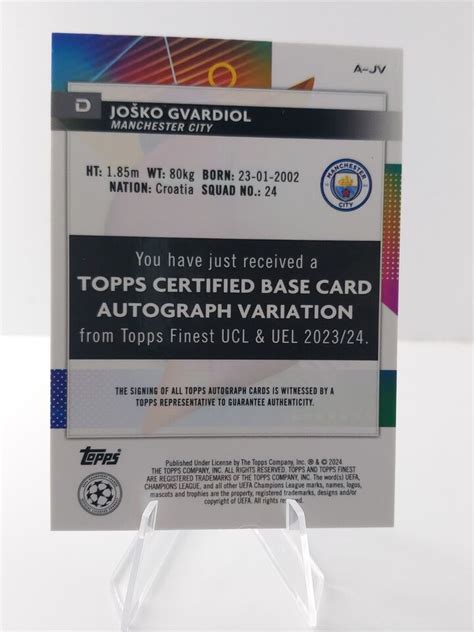 A-JV
D
JOŠKO GVARDIOL
MANCHESTER CITY
HT: 1.85m WT: 80kg BORN: 23-01-2002
NATION: Croatia SQUAD NO.: 24
MANCHESTER
CITY
You have just received a
TOPPS CERTIFIED BASE CARD
AUTOGRAPH VARIATION
from Topps Finest UCL & UEL 2023/24.
THE SIGNING OF ALL TOPPS AUTOGRAPH CARDS IS WITNESSED BY A
TOPPS REPRESENTATIVE TO GUARANTEE AUTHENTICITY.
topps
Published Under License by The Topps Company, Inc. ® & © 2024
THE TOPPS COMPANY, INC. ALL RIGHTS RESERVED. TOPPS AND TOPPS FINEST
ARE REGISTERED TRADEMARKS OF THE TOPPS COMPANY, INC. The word(s) UEFA,
CHAMPIONS LEAGUE, and all other UEFA Champions League marks, names, logos,
mascots and trophies are the property, registered trademarks, designs and/or
copyright of UEFA. All rights reserved.